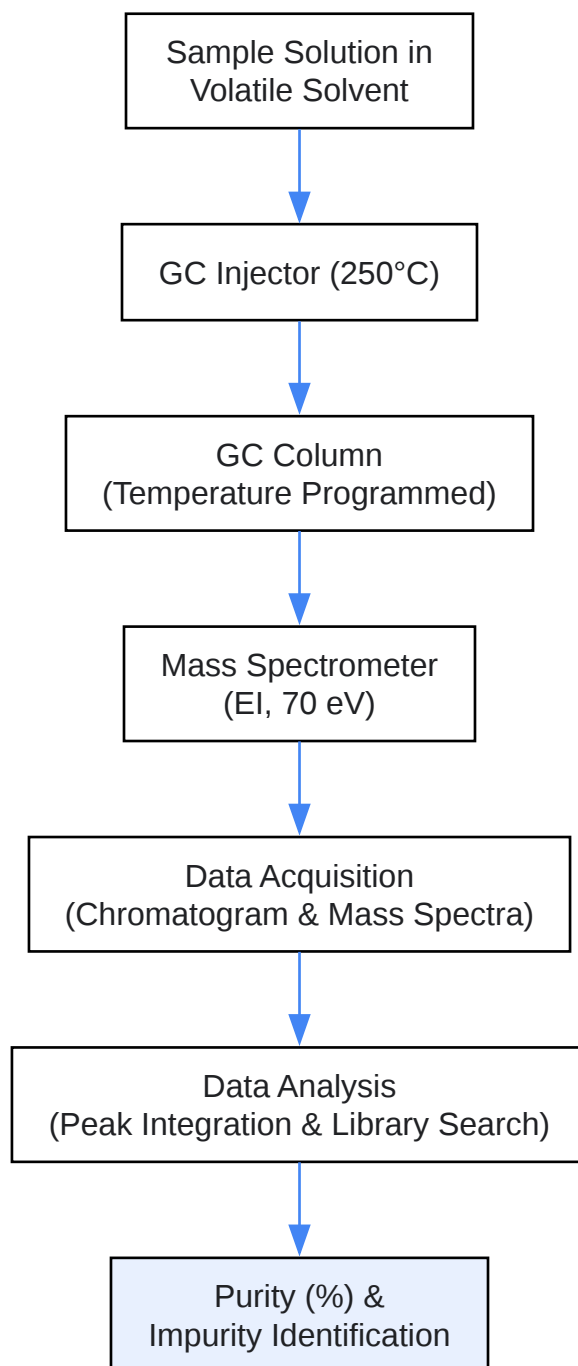 Sample Solution in
Volatile Solvent
GC Injector (250°C)
GC Column
(Temperature Programmed)
Mass Spectrometer
(EI, 70 eV)
Data Acquisition
(Chromatogram & Mass Spectra)
Data Analysis
(Peak Integration & Library Search)
Purity (%) &
Impurity Identification